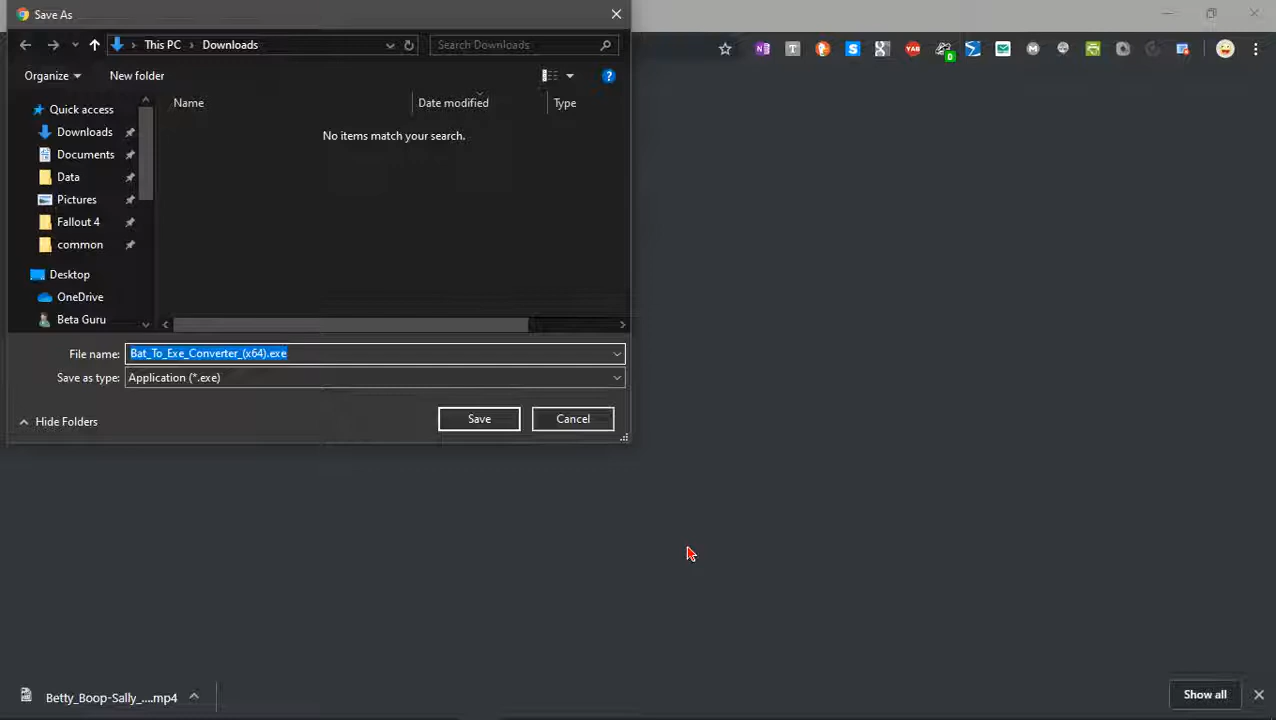 Save As
This PC > Downloads
Search Downloads
Organize
New folder
?
Name
Date modified
Type
Quick access
No items match your search.
Downloads
Documents
Data
Pictures
Fallout 4
common
Desktop
OneDrive
Beta Guru
File name: Bat_To_Exe_Converter_(x64).exe
Save as type: Application (*.exe)
Hide Folders
Save
Cancel
N
T
S
YAB
0
M
Betty_Boop-Sally_....mp4
Show all